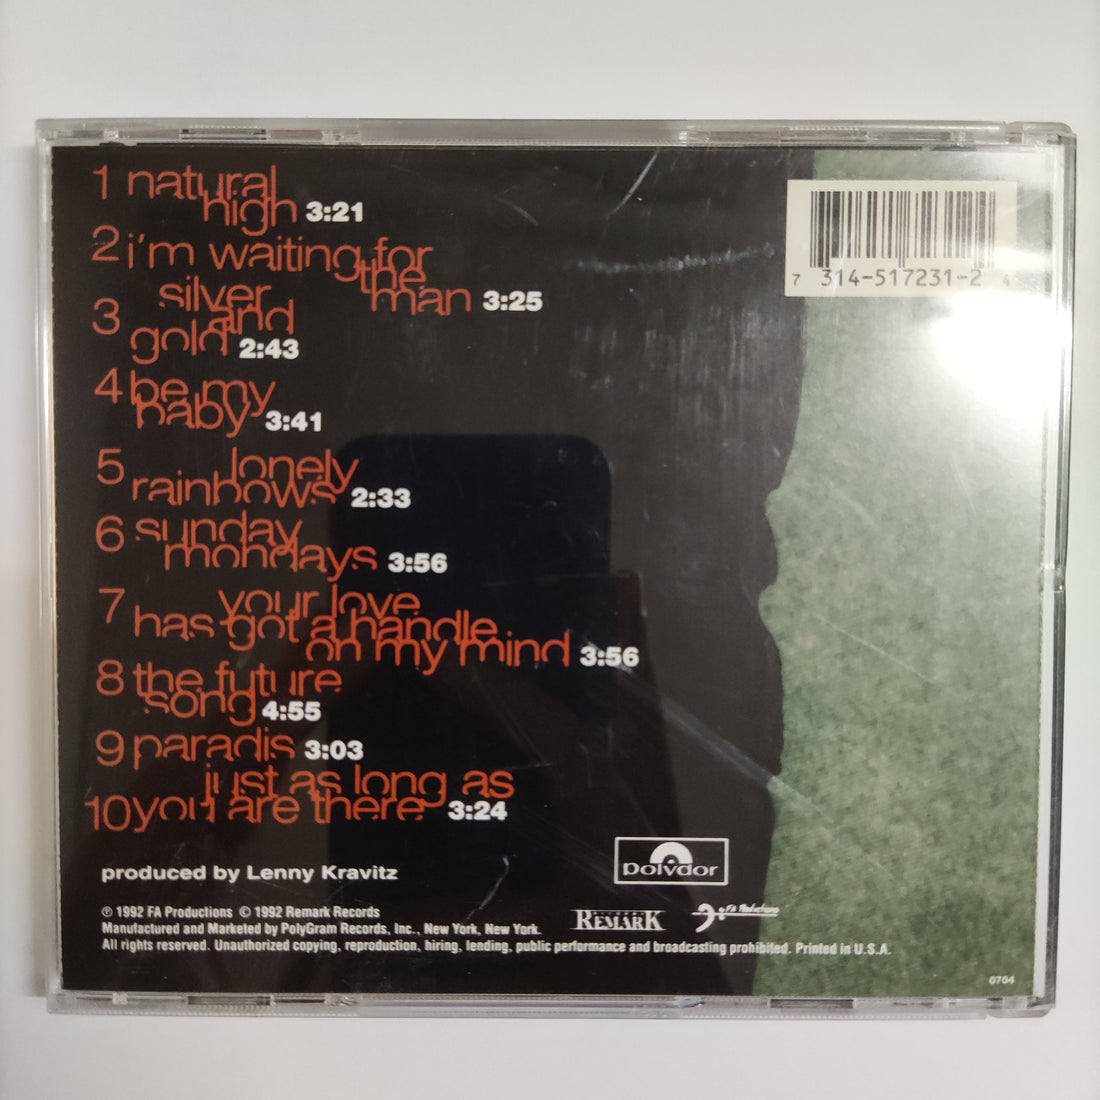 1 natural
high 3:21
2 i'm waiting for
the
man 3:25
silver
3 and
gold 2:43
4 be my
baby 3:41
5 lonely
rainbows 2:33
6 sunday
mondays 3:56
7 your love
has got a handle
on my mind 3:56
8 the future
song 4:55
9 paradis 3:03
just as long as
10 you are there 3:24
produced by Lenny Kravitz
℗ 1992 FA Productions © 1992 Remark Records
Manufactured and Marketed by PolyGram Records, Inc., New York, New York.
All rights reserved. Unauthorized copying, reproduction, hiring, lending, public performance and broadcasting prohibited. Printed in U.S.A.
7 314-517231-2 4
polydor
REMARK
FA Productions
0704